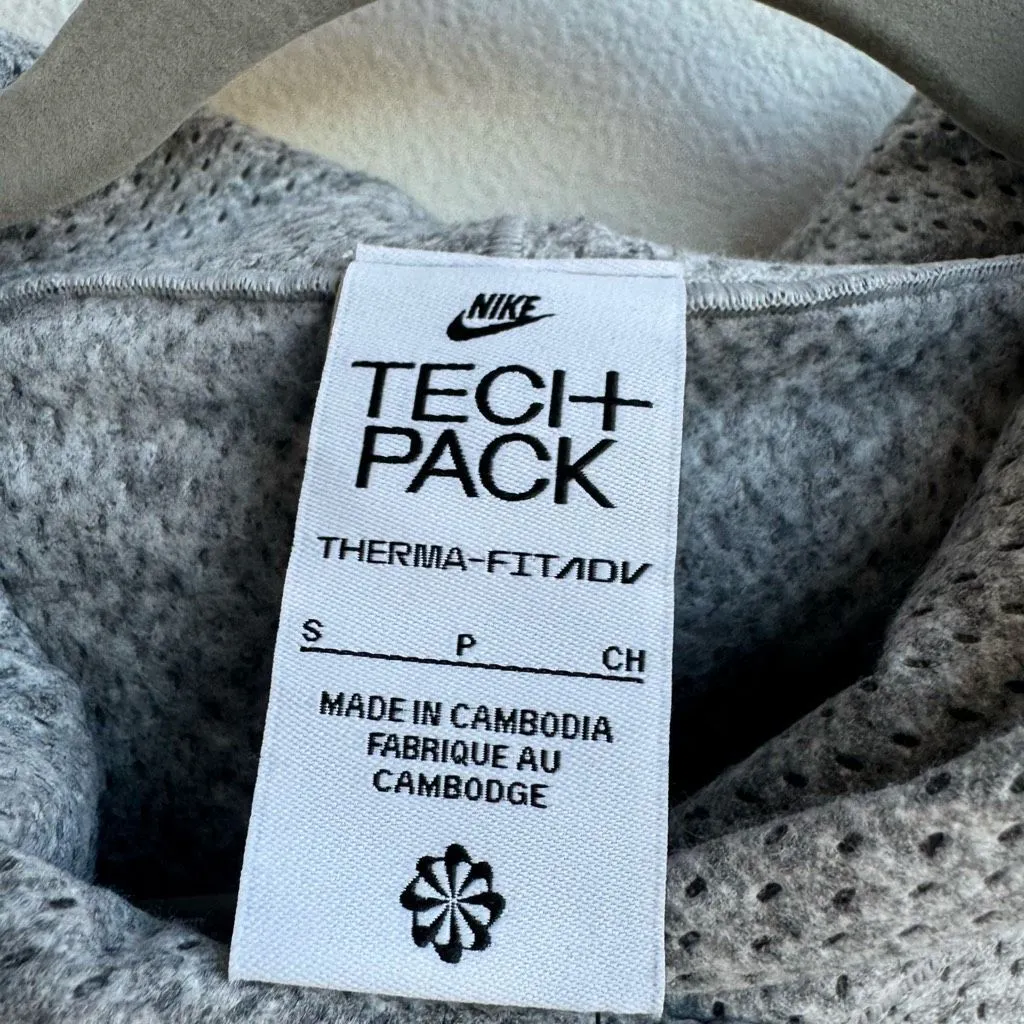 NIKE
TECH
PACK
THERMA-FITADV
S P CH
MADE IN CAMBODIA
FABRIQUE AU
CAMBODGE